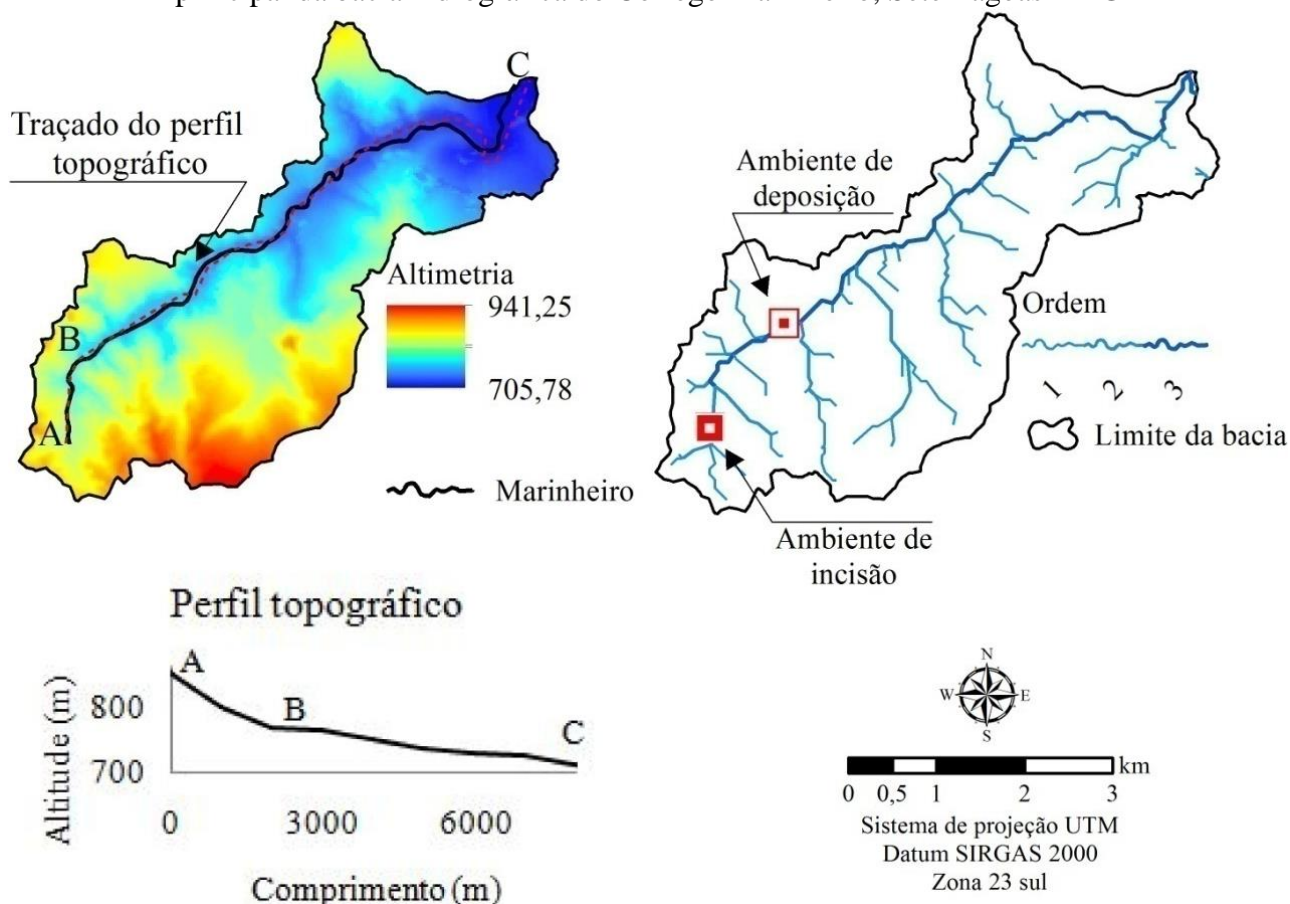 Traçado do perfil
topográfico
C
B
A
Altimetria
941,25
705,78
Marinheiro
Ambiente de
deposição
Ordem
1 2 3
Limite da bacia
Ambiente de
incisão
Perfil topográfico
Altitude (m)
800
700
A
B
C
0 3000 6000
Comprimento (m)
N
W E
S
km
0 0,5 1 2 3
Sistema de projeção UTM
Datum SIRGAS 2000
Zona 23 sul